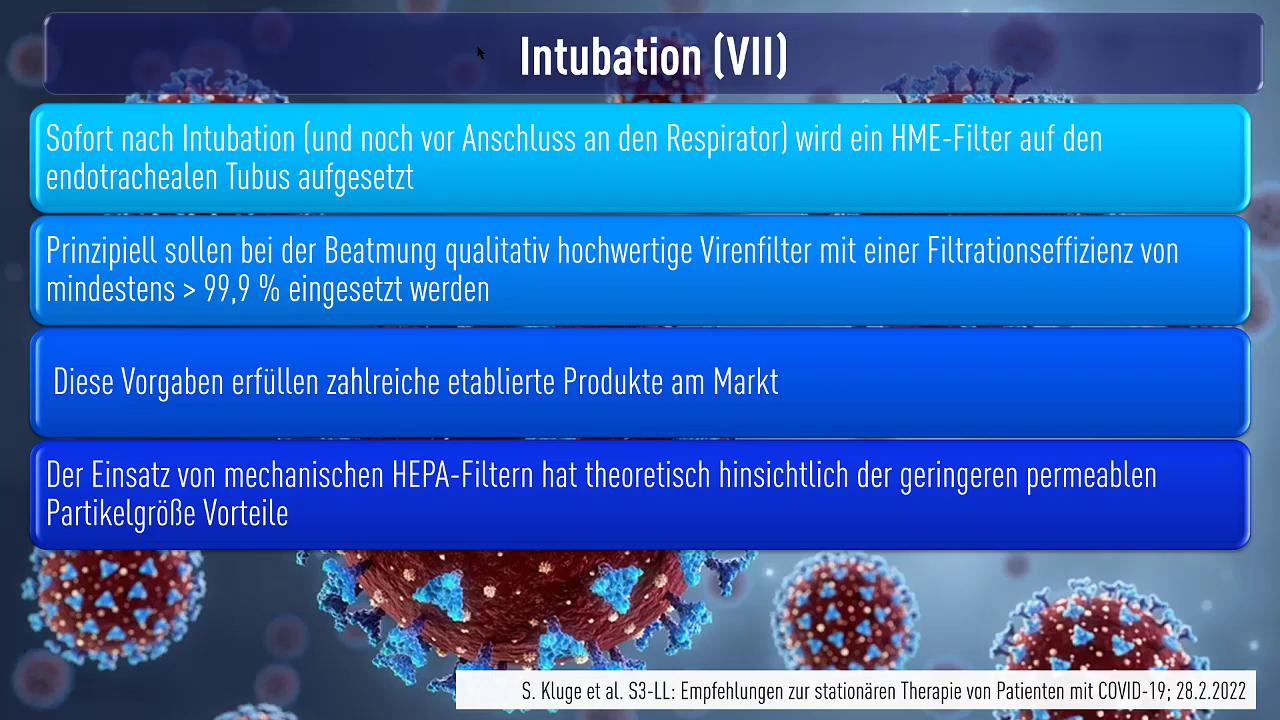 Intubation (VII)
Sofort nach Intubation (und noch vor Anschluss an den Respirator) wird ein HME-Filter auf den
endotrachealen Tubus aufgesetzt
Prinzipiell sollen bei der Beatmung qualitativ hochwertige Virenfilter mit einer Filtrationseffizienz von
mindestens > 99,9 % eingesetzt werden
Diese Vorgaben erfüllen zahlreiche etablierte Produkte am Markt
Der Einsatz von mechanischen HEPA-Filtern hat theoretisch hinsichtlich der geringeren permeablen
Partikelgröße Vorteile
S. Kluge et al. S3-LL: Empfehlungen zur stationären Therapie von Patienten mit COVID-19; 28.2.2022